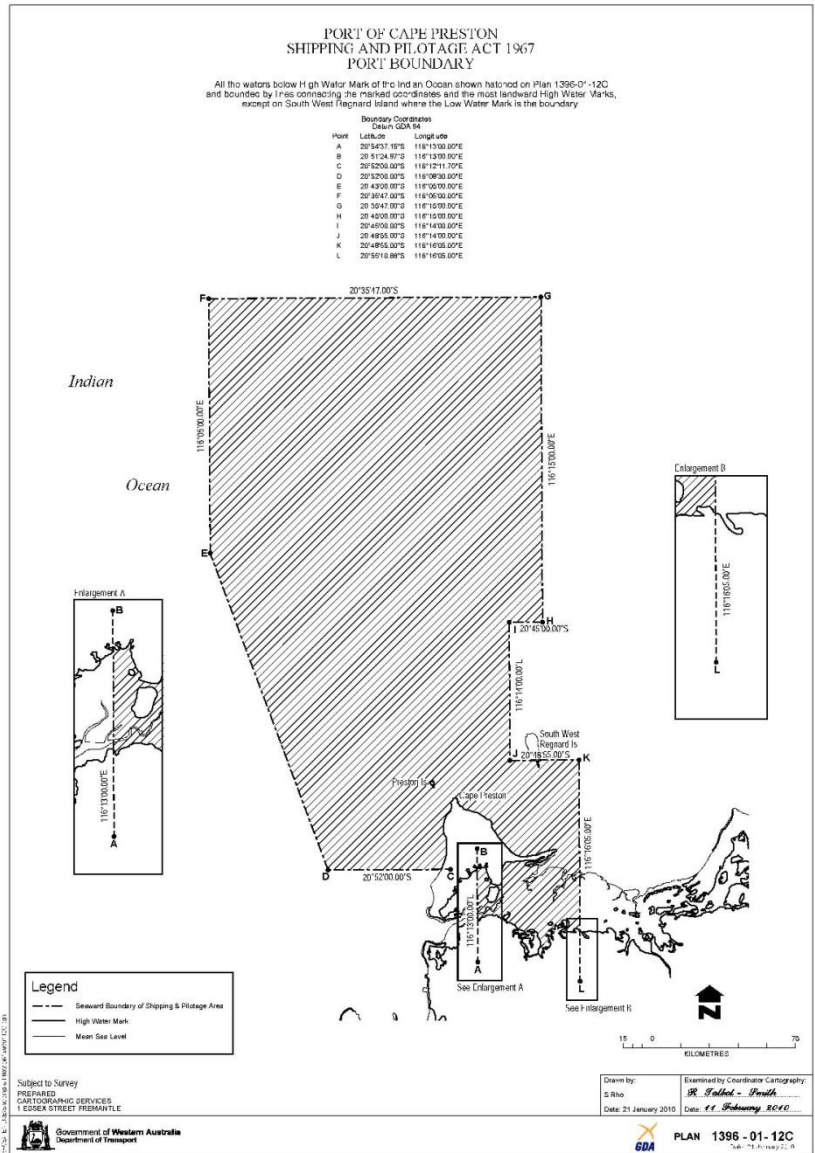 PORT OF CAPE PRESTON
SHIPPING AND PILOTAGE ACT 1967
PORT BOUNDARY
All the waters below High Water Mark of the Indian Ocean shown hatched on Plan 1396-01-12C
and bounded by lines connecting the marked coordinates and the most landward High Water Marks,
except on South West Regnard Island where the Low Water Mark is the boundary
Boundary Coordinates
Datum GDA 94
Point Latitude Longitude
A 20°54'37.15"S 116°13'00.00"E
B 20°51'24.97"S 116°13'00.00"E
C 20°52'00.00"S 116°12'11.70"E
D 20°52'00.00"S 116°08'30.00"E
E 20°43'00.00"S 116°05'00.00"E
F 20°35'47.00"S 116°05'00.00"E
G 20°35'47.00"S 116°15'00.00"E
H 20°45'00.00"S 116°15'00.00"E
I 20°45'00.00"S 116°14'00.00"E
J 20°48'55.00"S 116°14'00.00"E
K 20°48'55.00"S 116°16'05.00"E
L 20°55'10.88"S 116°16'05.00"E
F
20°35'47.00"S
G
Indian
116°05'00.00"E
116°15'00.00"E
Ocean
Enlargement B
116°16'05.00"E
L
E
Enlargement A
B
116°13'00.00"E
A
H
I
20°45'00.00"S
116°14'00.00"E
South West
Regnard Is
J
20°48'55.00"S
K
Preston Is
Cape Preston
116°16'05.00"E
B
D
20°52'00.00"S
C
116°13'00.00"E
A
L
See Enlargement A
See Enlargement B
Legend
Seaward Boundary of Shipping & Pilotage Area
High Water Mark
Mean Sea Level
N
15 0 75
KILOMETRES
Subject to Survey
PREPARED
CARTOGRAPHIC SERVICES
1 ESSEX STREET FREMANTLE
Drawn by:
S Rho
Date: 21 January 2010
Examined by Coordinator Cartography:
R Talbot - Smith
Date: 11 February 2010
Government of Western Australia
Department of Transport
GDA
PLAN 1396 - 01- 12C